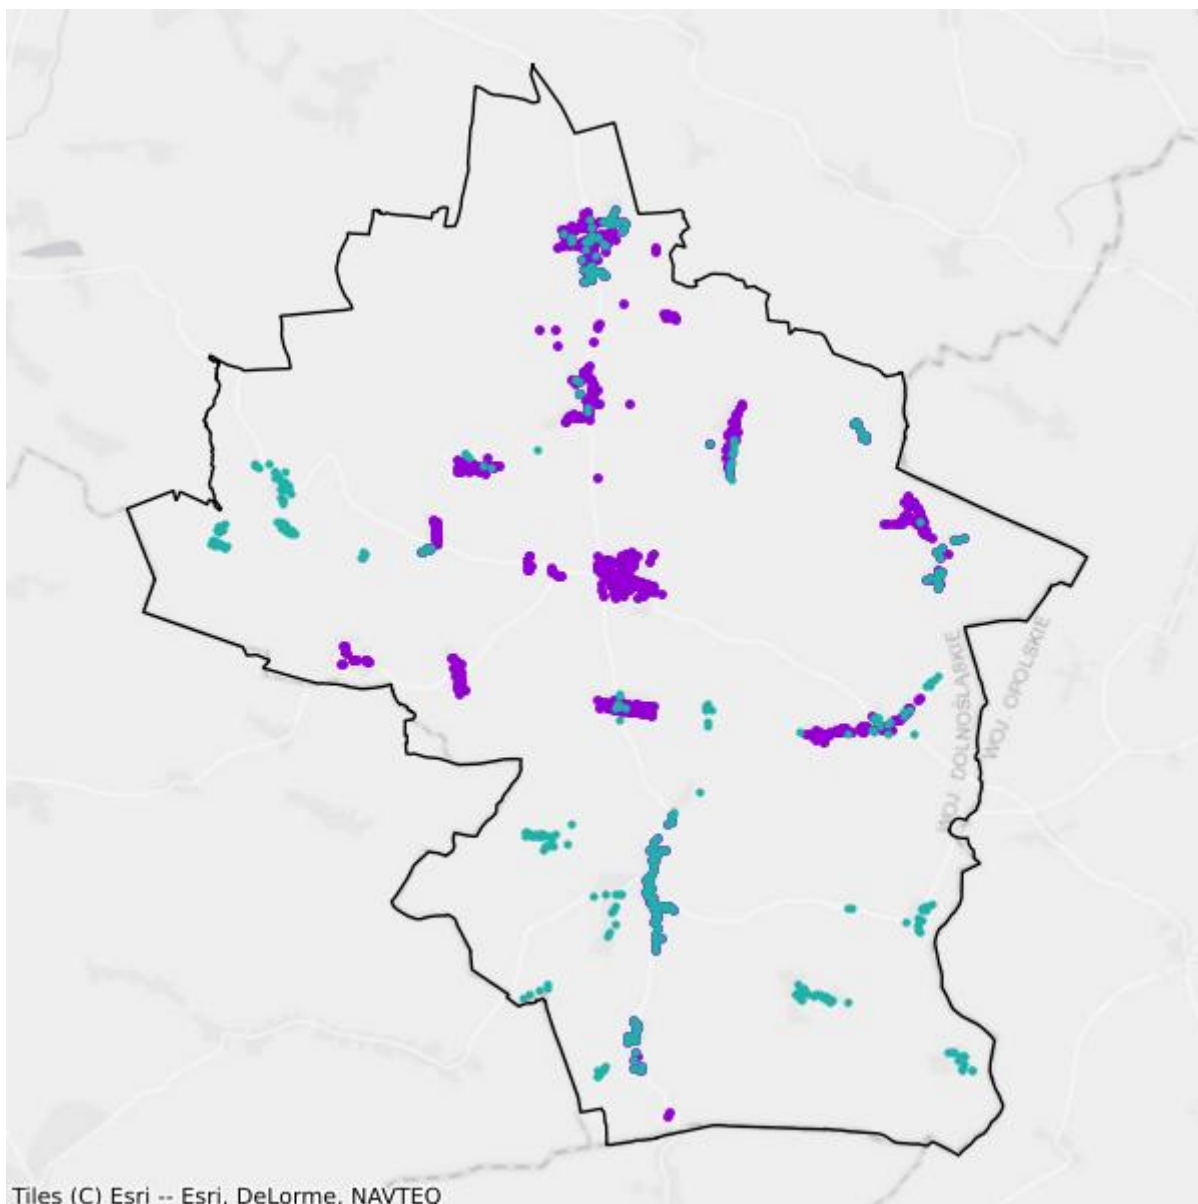 WOJ. DOLNOŚLĄSKIE
WOJ. OPOLSKIE
Tiles (C) Esri -- Esri, DeLorme, NAVTEQ